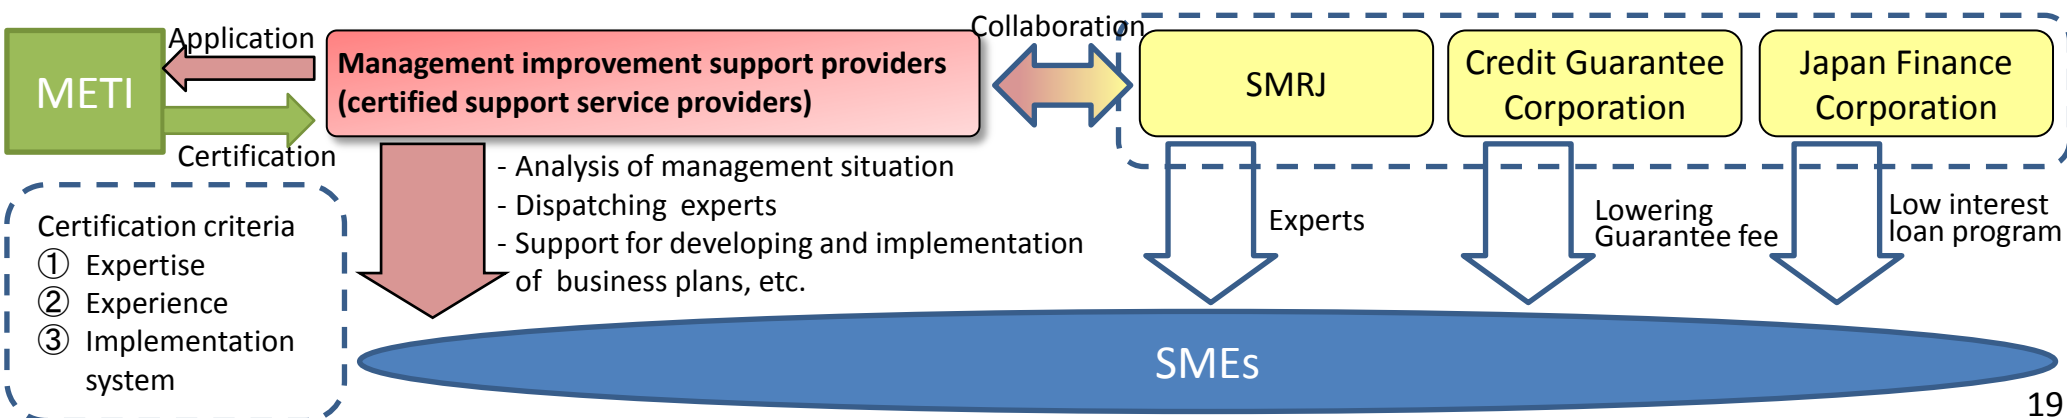 METI
Application
Certification
Management improvement support providers
(certified support service providers)
Collaboration
SMRJ
Credit Guarantee
Corporation
Japan Finance
Corporation
Certification criteria
① Expertise
② Experience
③ Implementation
system
- Analysis of management situation
- Dispatching experts
- Support for developing and implementation
of business plans, etc.
Experts
Lowering
Guarantee fee
Low interest
loan program
SMEs
19